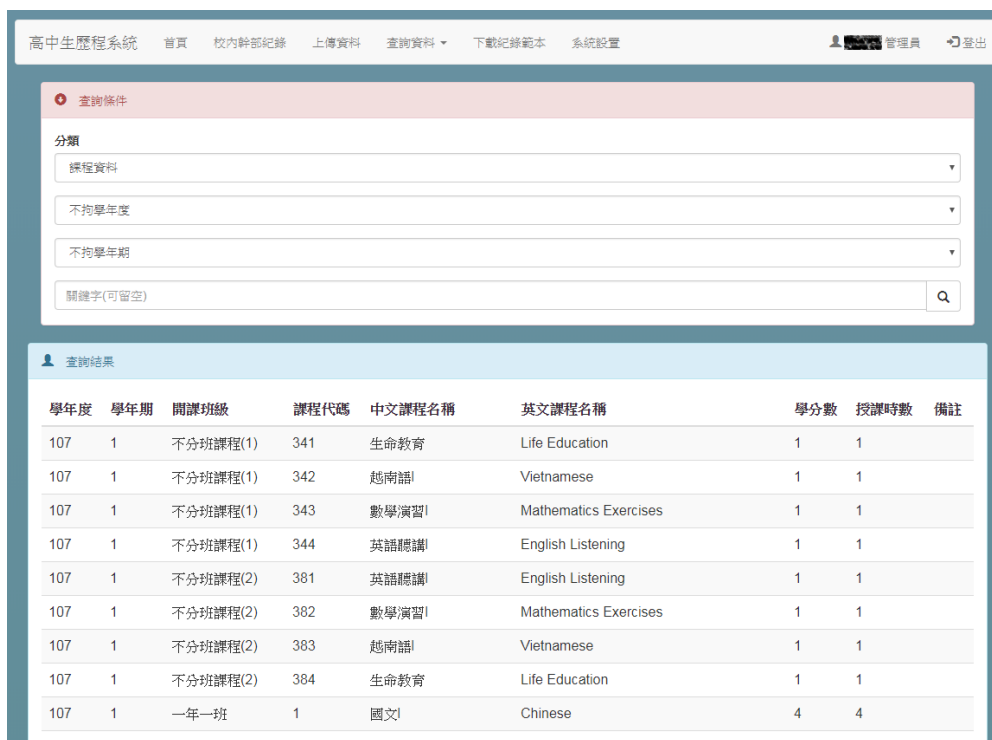 高中生歷程系統 首頁 校內幹部紀錄 上傳資料 查詢資料 下載紀錄範本 系統設置 管理員 登出
查詢條件
分類
課程資料
不拘學年度
不拘學年期
關鍵字(可留空)
查詢結果
學年度 學年期 開課班級 課程代碼 中文課程名稱 英文課程名稱 學分數 授課時數 備註
107 1 不分班課程(1) 341 生命教育 Life Education 1 1
107 1 不分班課程(1) 342 越南語I Vietnamese 1 1
107 1 不分班課程(1) 343 數學演習I Mathematics Exercises 1 1
107 1 不分班課程(1) 344 英語聽講I English Listening 1 1
107 1 不分班課程(2) 381 英語聽講I English Listening 1 1
107 1 不分班課程(2) 382 數學演習I Mathematics Exercises 1 1
107 1 不分班課程(2) 383 越南語I Vietnamese 1 1
107 1 不分班課程(2) 384 生命教育 Life Education 1 1
107 1 一年一班 1 國文I Chinese 4 4